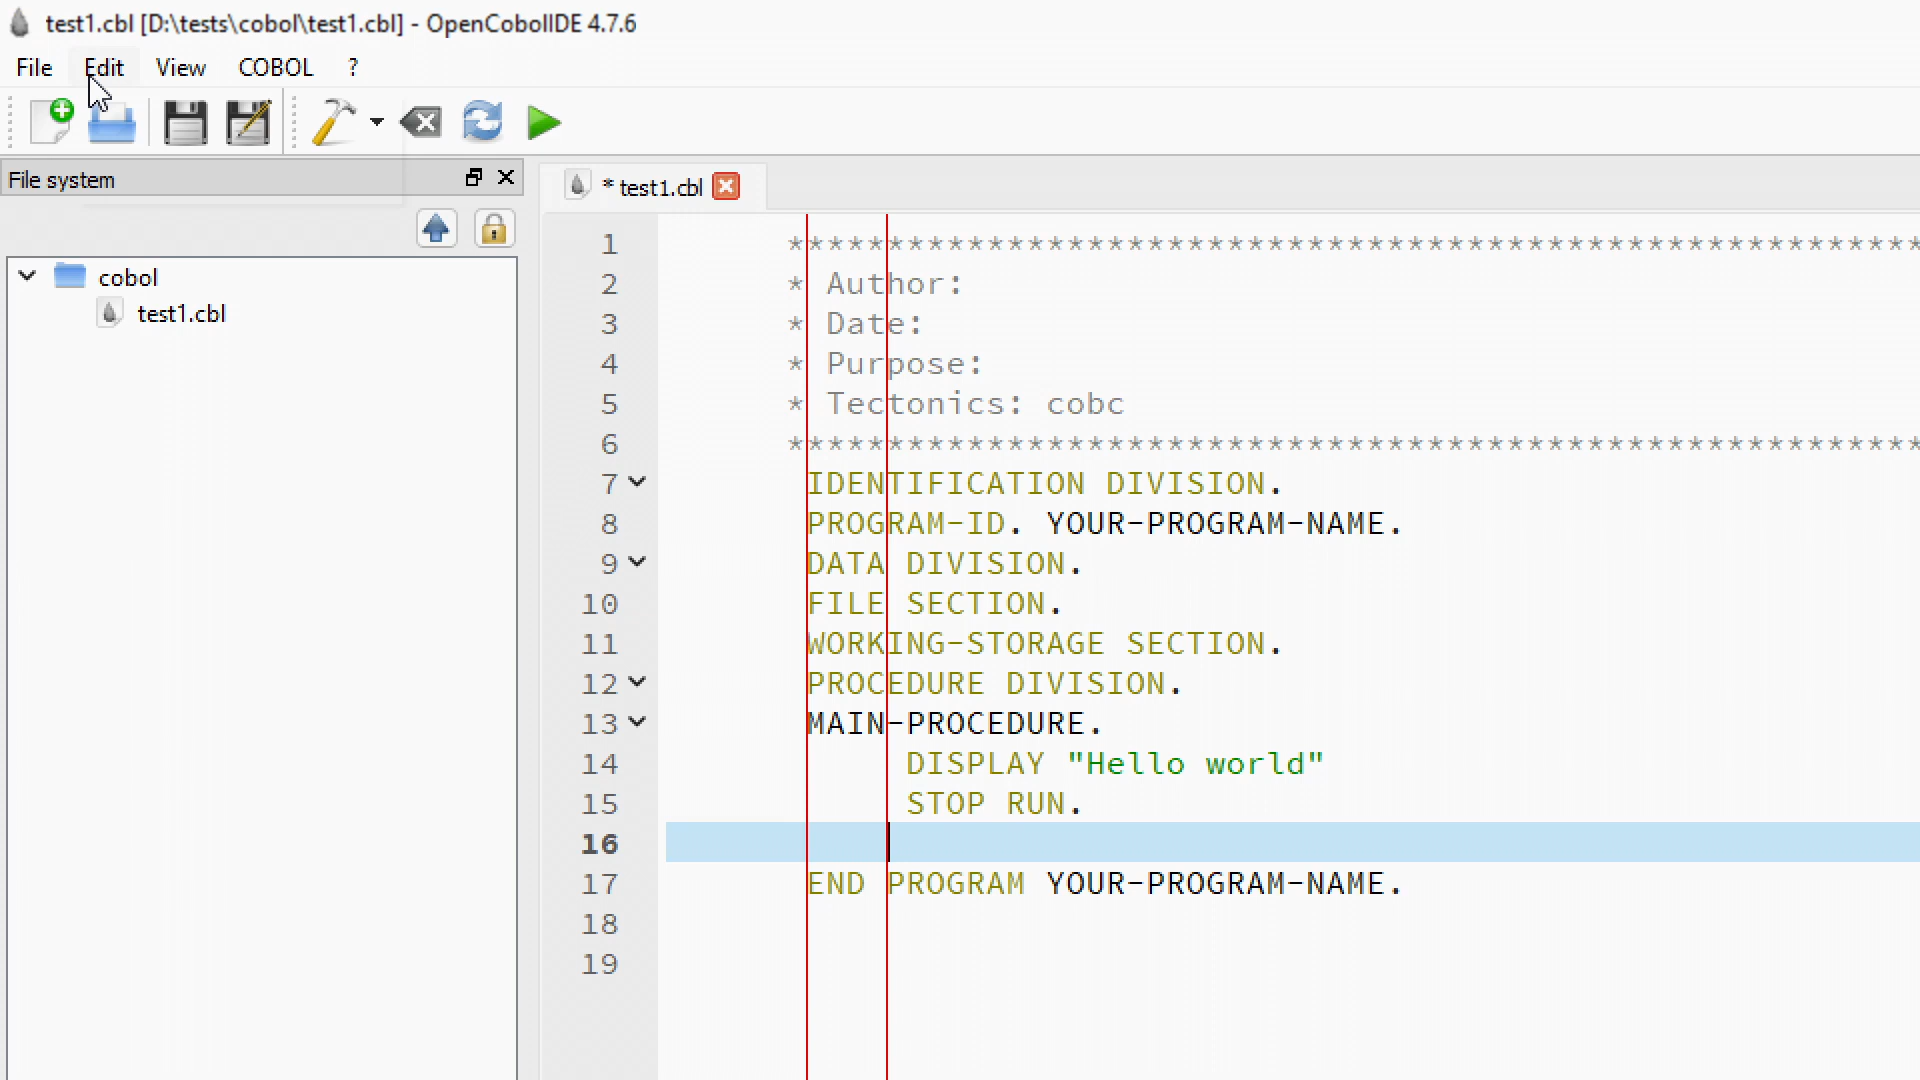 test1.cbl [D:\tests\cobol\test1.cbl] - OpenCobolIDE 4.7.6
File Edit View COBOL ?
File system
* test1.cbl
cobol
test1.cbl
1 *********************************************************
2 * Author:
3 * Date:
4 * Purpose:
5 * Tectonics: cobc
6 *********************************************************
7 IDENTIFICATION DIVISION.
8 PROGRAM-ID. YOUR-PROGRAM-NAME.
9 DATA DIVISION.
10 FILE SECTION.
11 WORKING-STORAGE SECTION.
12 PROCEDURE DIVISION.
13 MAIN-PROCEDURE.
14 DISPLAY "Hello world"
15 STOP RUN.
16
17 END PROGRAM YOUR-PROGRAM-NAME.
18
19